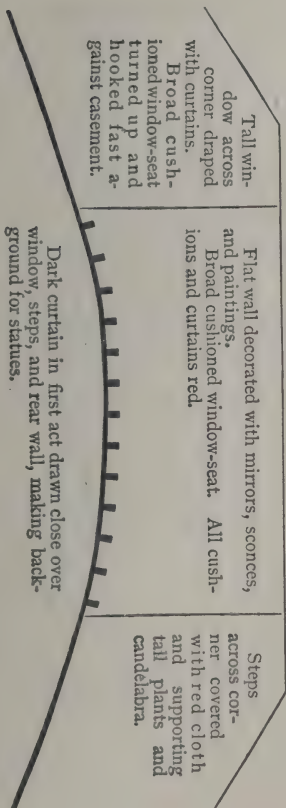 Tall win-
dow across
corner draped
with curtains.
Broad cush-
ioned window-seat
turned up and
hooked fast a-
gainst casement.
Flat wall decorated with mirrors, sconces,
and paintings.
Broad cushioned window-seat. All cush-
ions and curtains red.
Steps
across cor-
ner covered
with red cloth
and supporting
tall plants and
candelabra.
Dark curtain in first act drawn close over
window, steps, and rear wall, making back-
ground for statues.